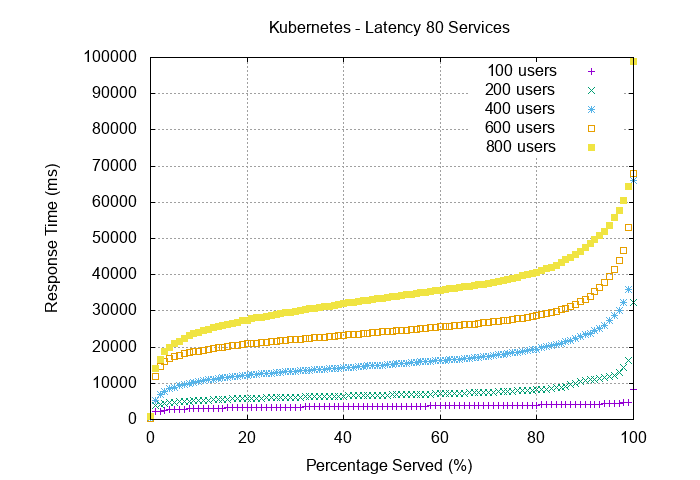 Kubernetes - Latency 80 Services
100000
90000
80000
70000
60000
50000
40000
30000
20000
10000
0
Response Time (ms)
100 users
200 users
400 users
600 users
800 users
0 20 40 60 80 100
Percentage Served (%)